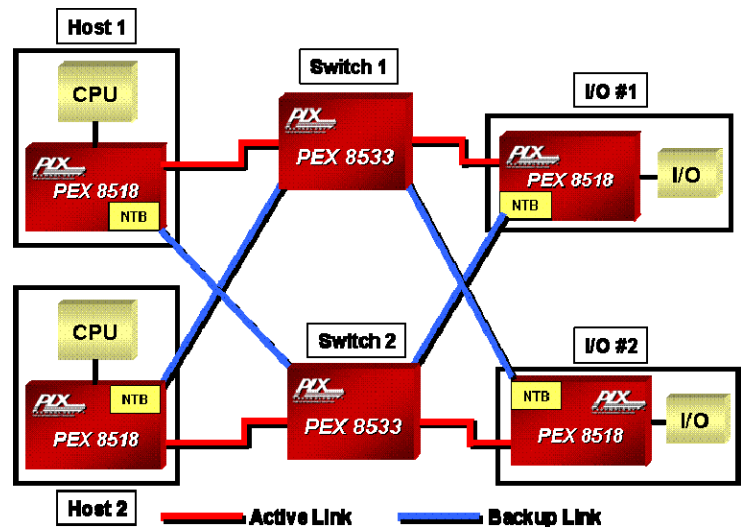 Host 1
CPU
PLX
PEX 8518
NTB
Switch 1
PLX
PEX 8533
I/O #1
PLX
PEX 8518
NTB
I/O
CPU
NTB
PLX
PEX 8518
Host 2
Switch 2
PLX
PEX 8533
I/O #2
NTB
PLX
PEX 8518
I/O
Active Link
Backup Link